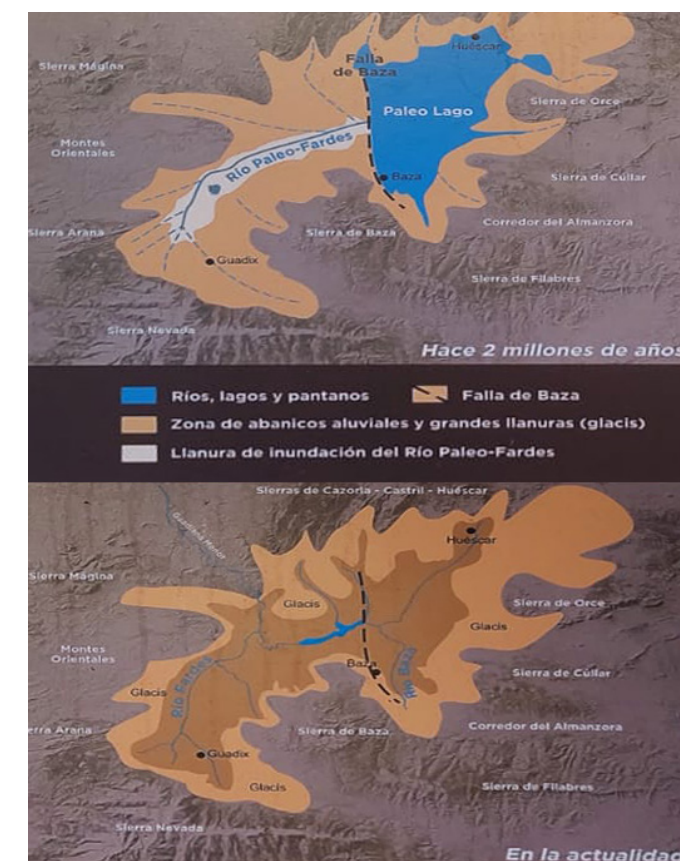 Huéscar
Falla
de Baza
Sierra Mágina
Paleo Lago
Sierra de Orce
Montes
Orientales
Río Paleo-Fardes
Baza
Sierra de Cúllar
Sierra Arana
Sierra de Baza
Corredor del Almanzora
Guadix
Sierra de Filabres
Sierra Nevada
Hace 2 millones de años
Ríos, lagos y pantanos
Falla de Baza
Zona de abanicos aluviales y grandes llanuras (glacis)
Llanura de inundación del Río Paleo-Fardes
Sierras de Cazorla - Castril - Huéscar
Guadiana Menor
Huéscar
Sierra Mágina
Glacis
Sierra de Orce
Glacis
Montes
Orientales
Baza
Río Baza
Sierra de Cúllar
Río Fardes
Glacis
erra Arana
Sierra de Baza
Corredor del Almanzora
Guadix
Glacis
Sierra de Filabres
Sierra Nevada
En la actualidad